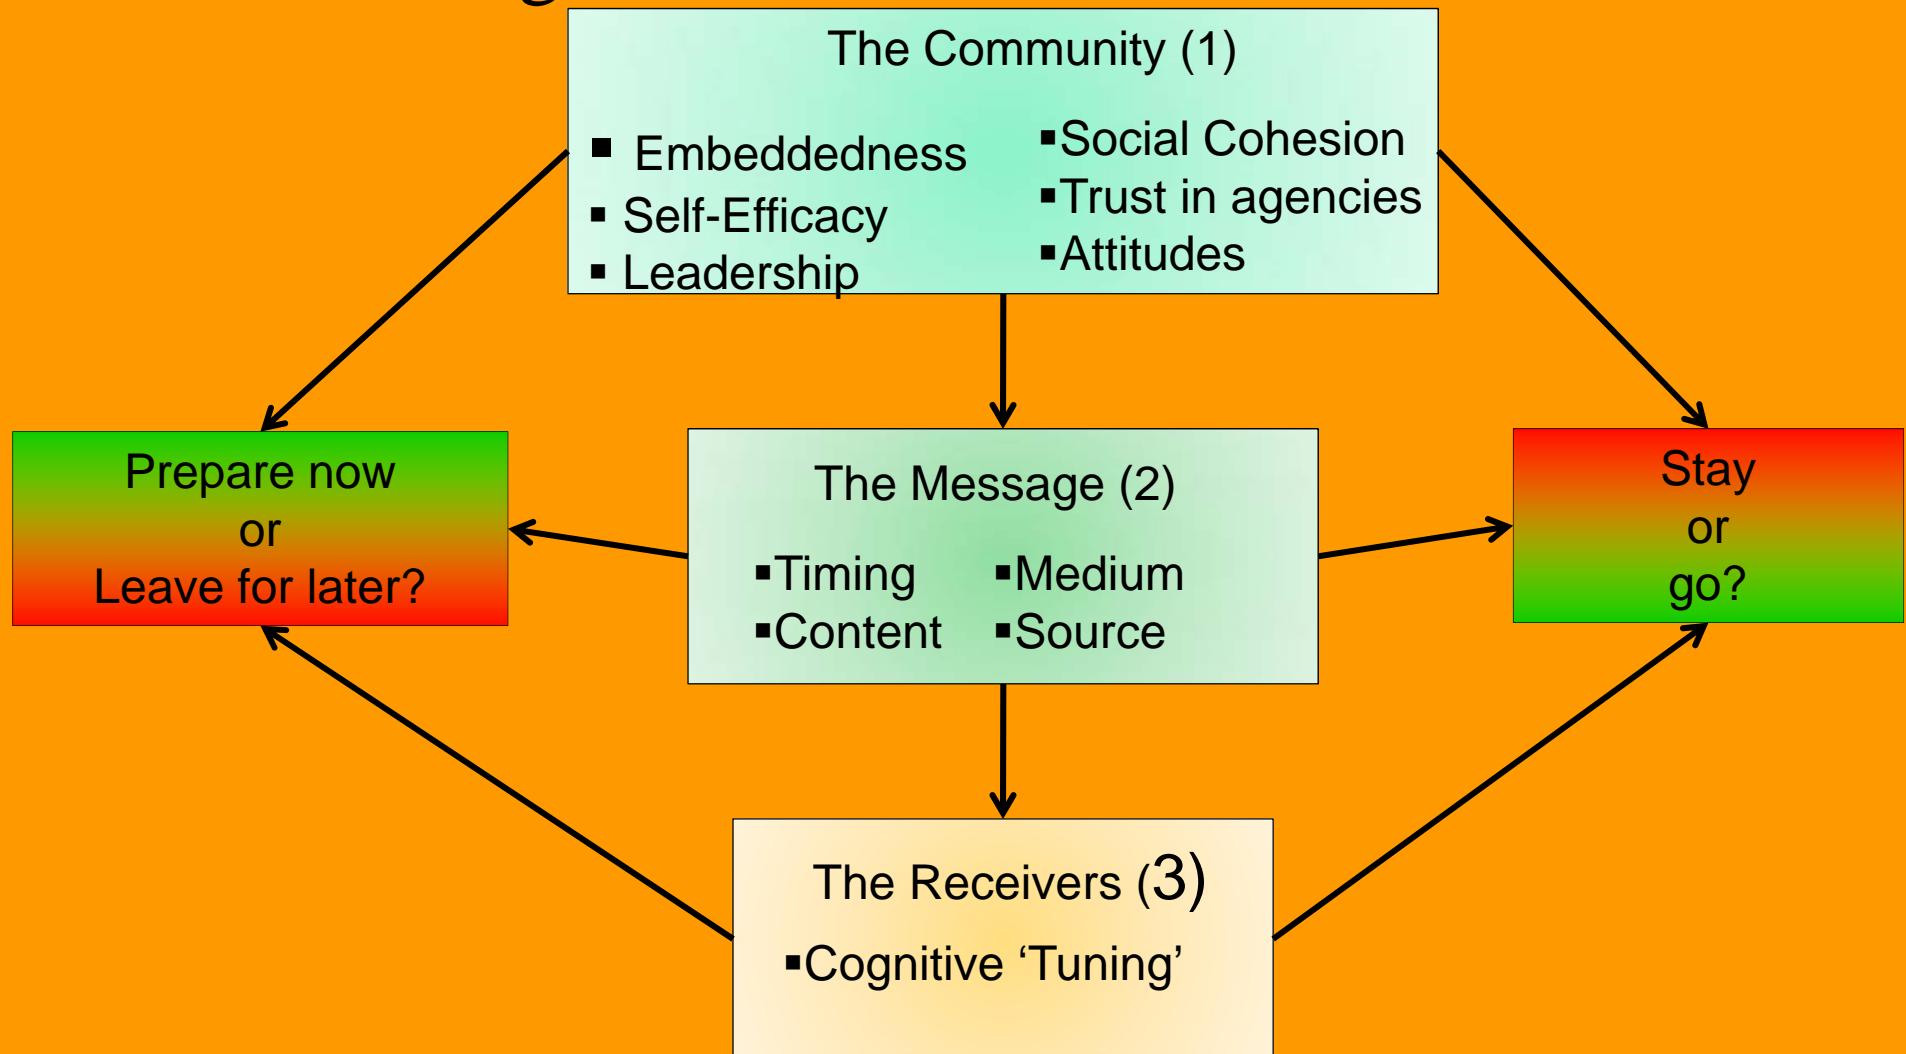 The Community (1)
▪ Embeddedness
▪ Self-Efficacy
▪ Leadership
▪Social Cohesion
▪Trust in agencies
▪Attitudes
Prepare now
or
Leave for later?
The Message (2)
▪Timing
▪Content
▪Medium
▪Source
Stay
or
go?
The Receivers (3)
▪Cognitive ‘Tuning’